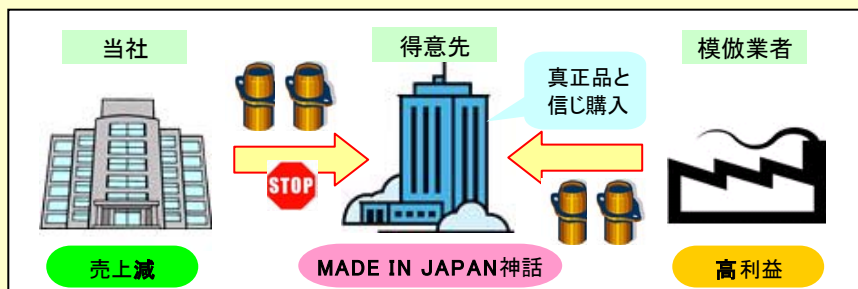 当社
得意先
模倣業者
真正品と
信じ購入
STOP
売上減
MADE IN JAPAN神話
高利益